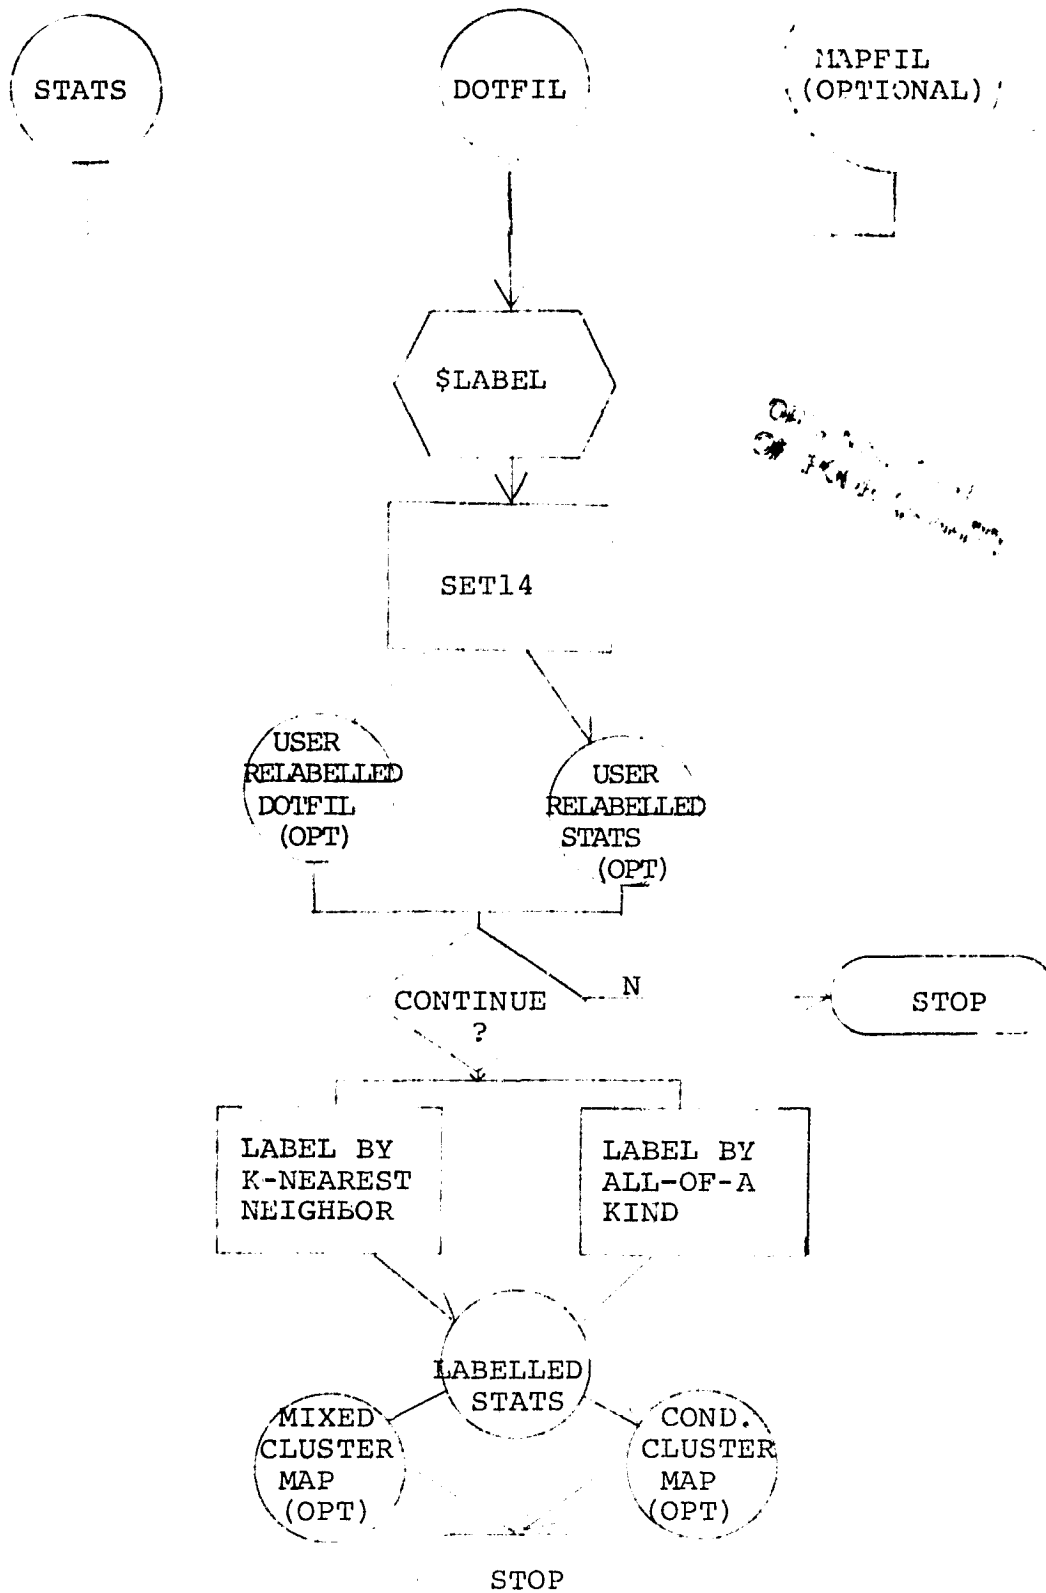 STATS
DOTFIL
MAPFIL
(OPTIONAL)
$LABEL
SET14
USER
RELABELLED
DOTFIL
(OPT)
USER
RELABELLED
STATS
(OPT)
CONTINUE
?
N
STOP
LABEL BY
K-NEAREST
NEIGHBOR
LABEL BY
ALL-OF-A
KIND
LABELLED
STATS
MIXED
CLUSTER
MAP
(OPT)
COND.
CLUSTER
MAP
(OPT)
STOP